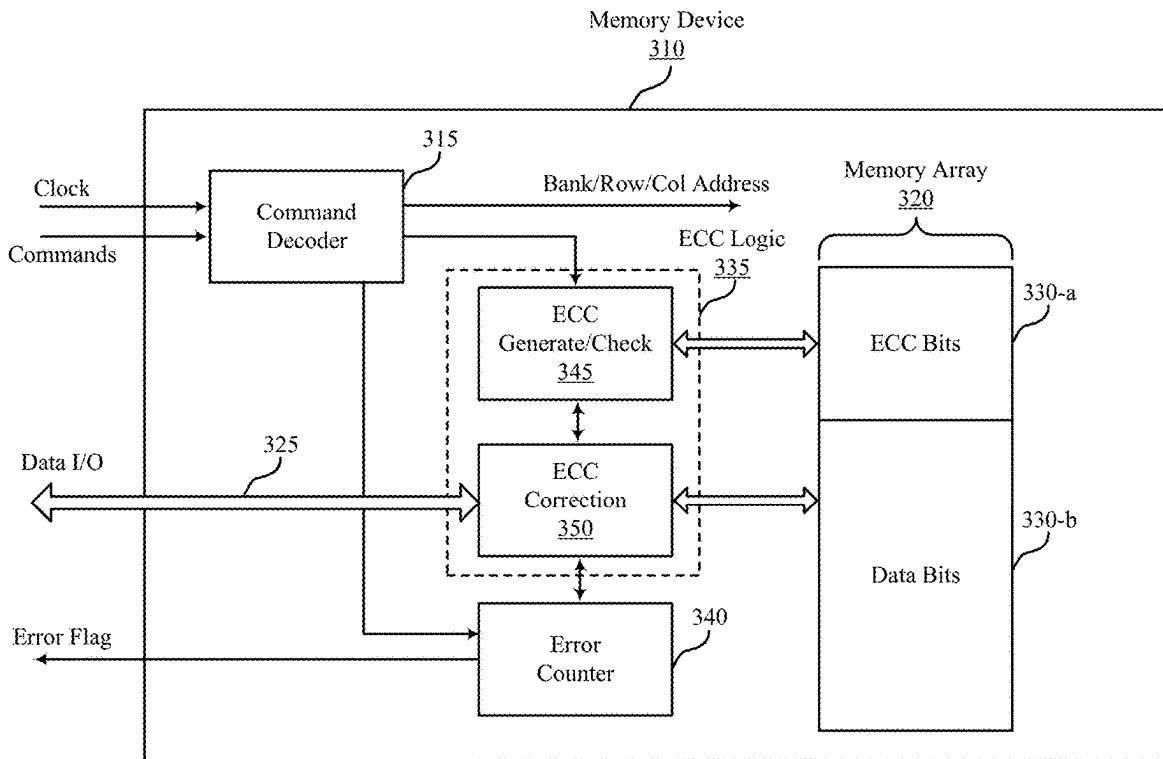 Memory Device
310
315
Clock
Commands
Command
Decoder
Bank/Row/Col Address
Memory Array
320
ECC Logic
335
ECC
Generate/Check
345
330-a
ECC Bits
Data I/O
325
ECC
Correction
350
330-b
Data Bits
Error Flag
Error
Counter
340